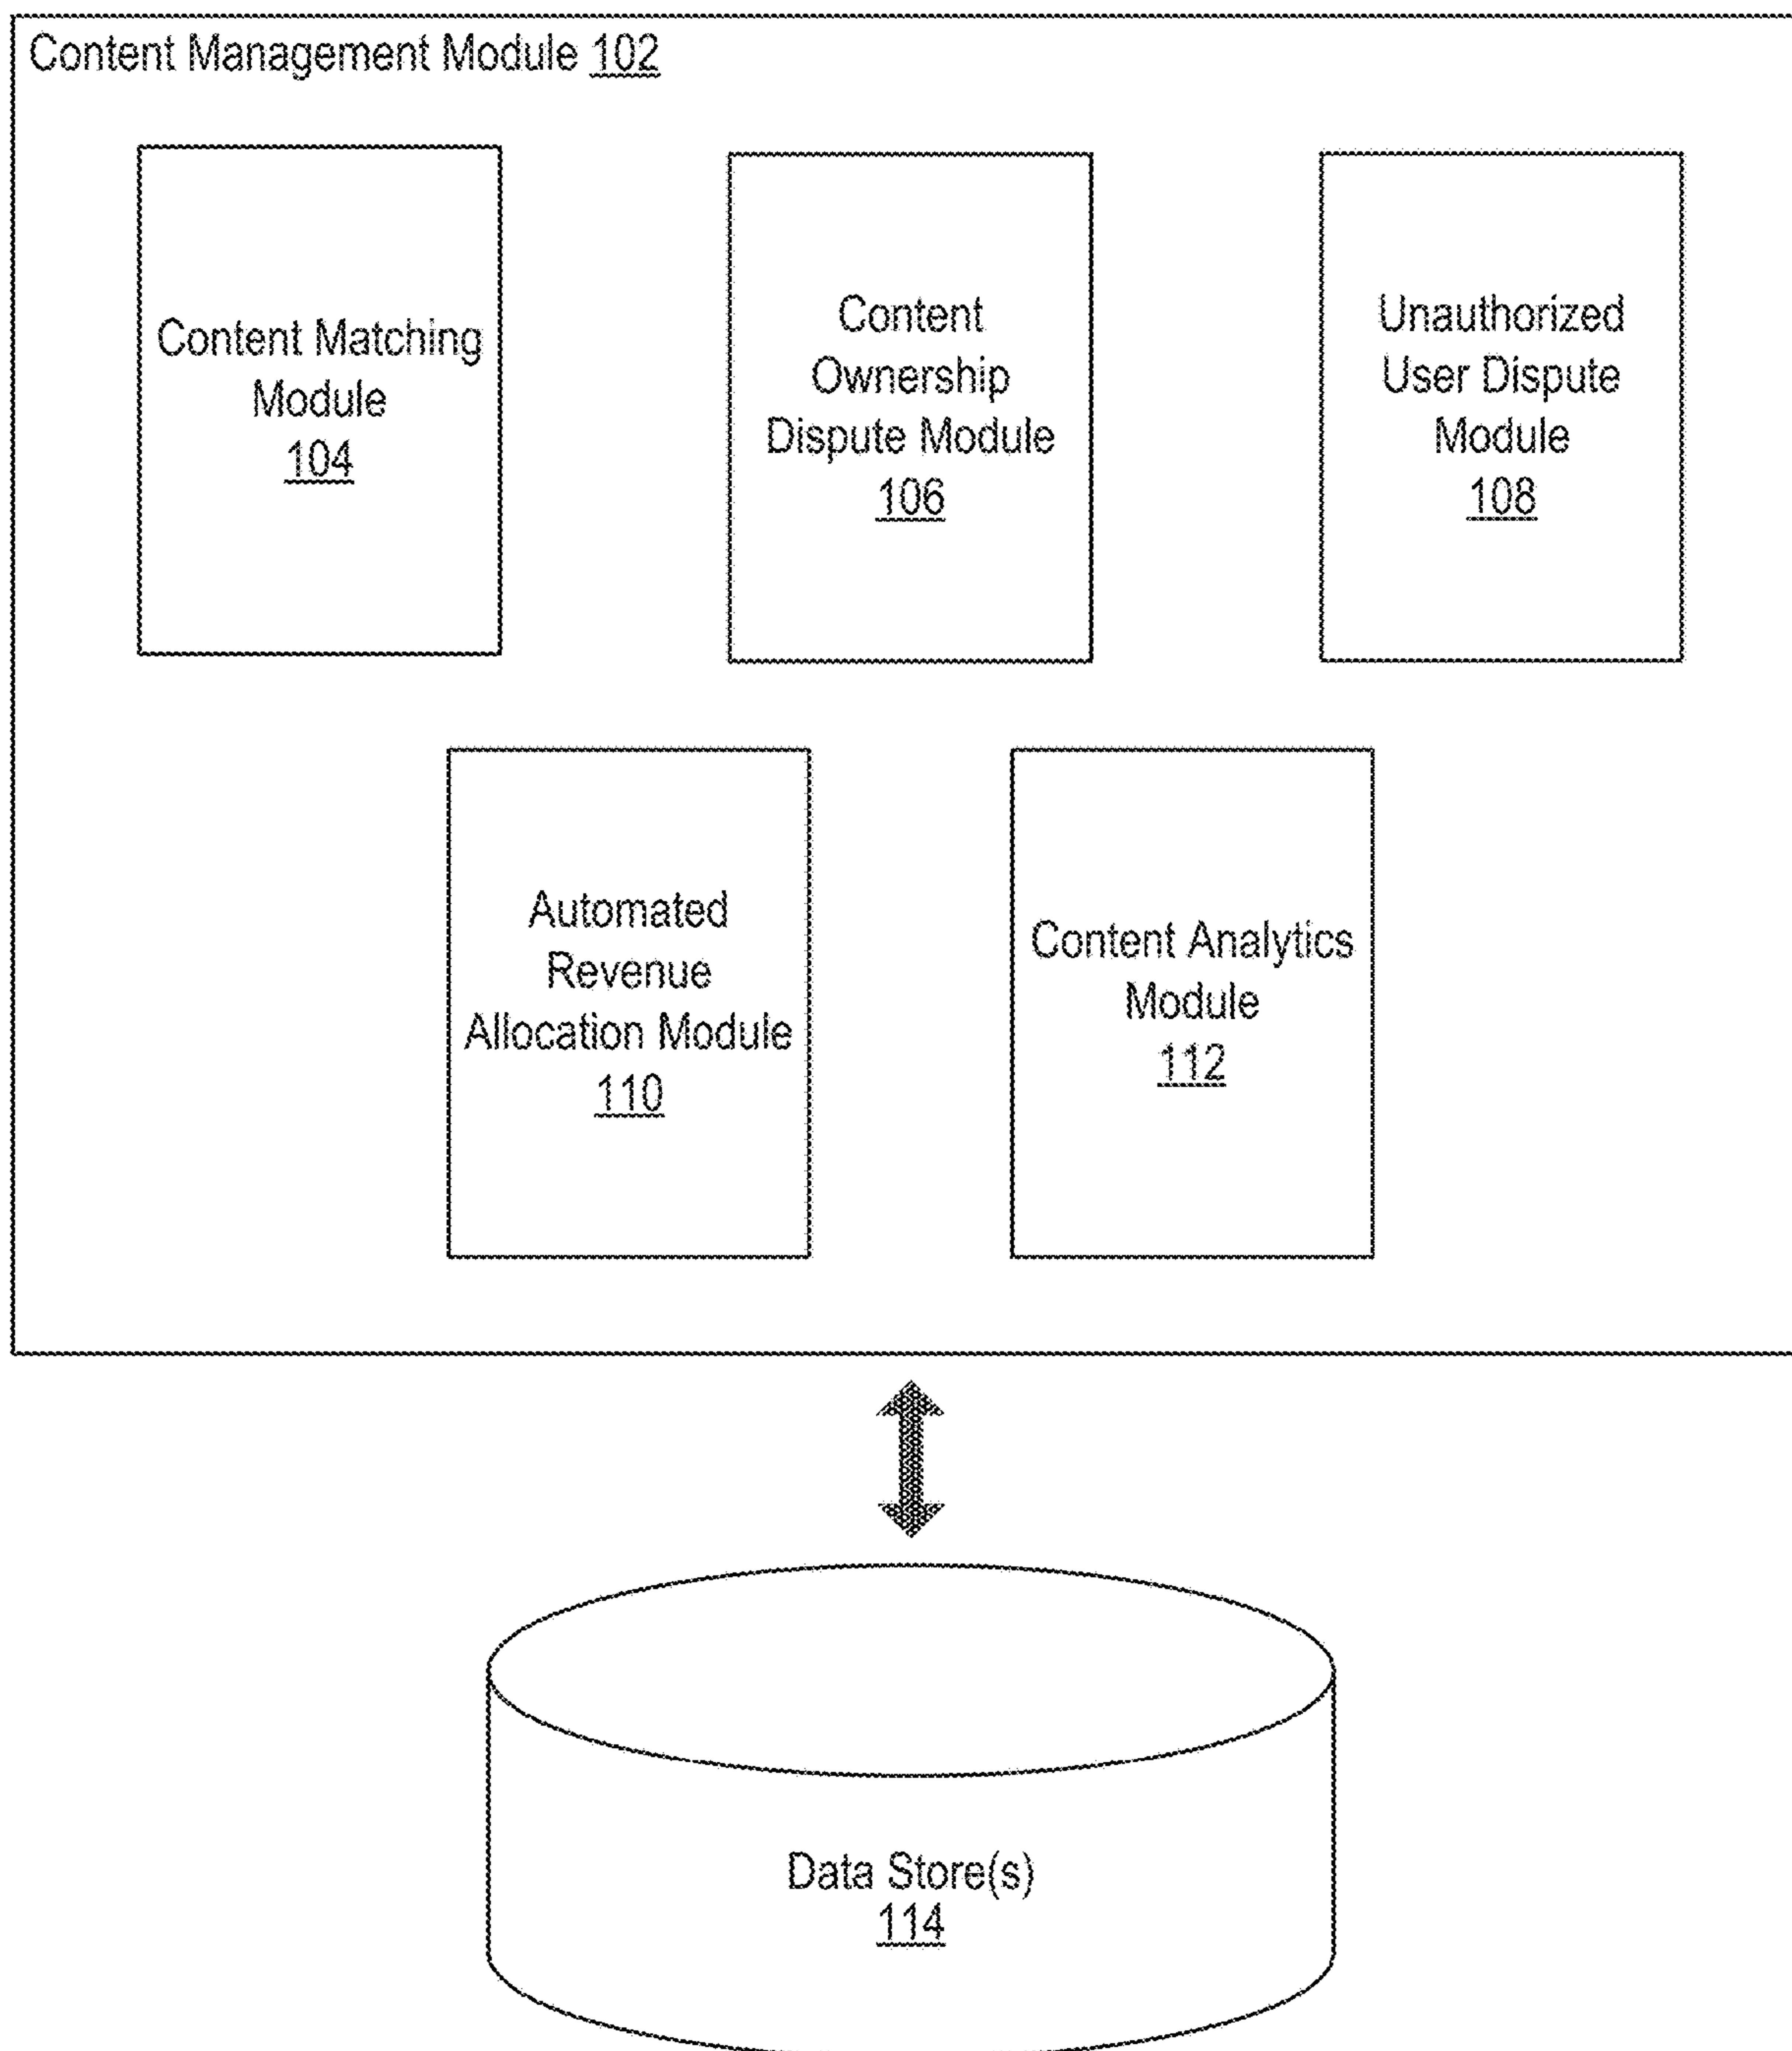 Content Management Module 102
Content Matching
Module
104
Content
Ownership
Dispute Module
106
Unauthorized
User Dispute
Module
108
Automated
Revenue
Allocation Module
110
Content Analytics
Module
112
Data Store(s)
114